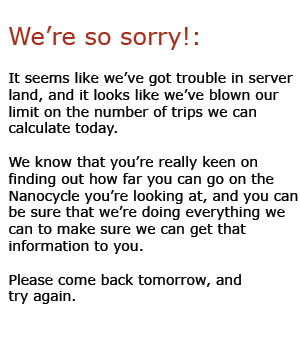 We’re so sorry!:
It seems like we’ve got trouble in server
land, and it looks like we’ve blown our
limit on the number of trips we can
calculate today.
We know that you’re really keen on
finding out how far you can go on the
Nanocycle you’re looking at, and you can
be sure that we’re doing everything we
can to make sure we can get that
information to you.
Please come back tomorrow, and
try again.